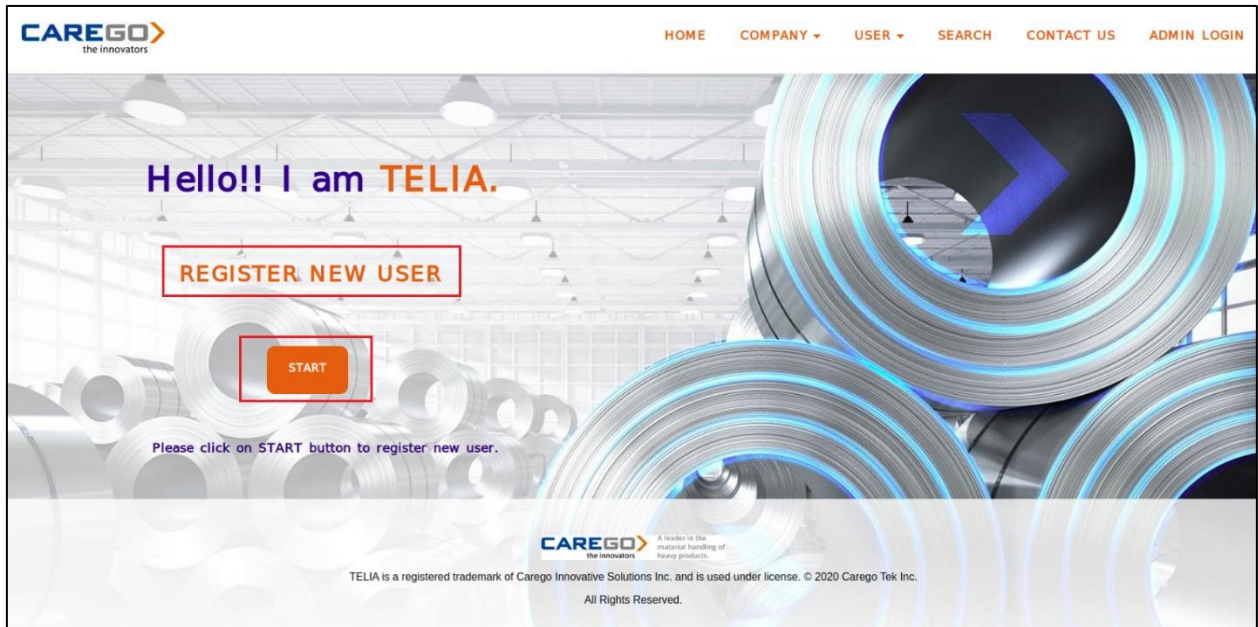 CAREGO
the innovators
HOME COMPANY USER SEARCH CONTACT US ADMIN LOGIN
Hello!! I am TELIA.
REGISTER NEW USER
START
Please click on START button to register new user.
CAREGO
the innovators
A leader in the
material handling of
heavy products.
TELIA is a registered trademark of Carego Innovative Solutions Inc. and is used under license. © 2020 Carego Tek Inc.
All Rights Reserved.